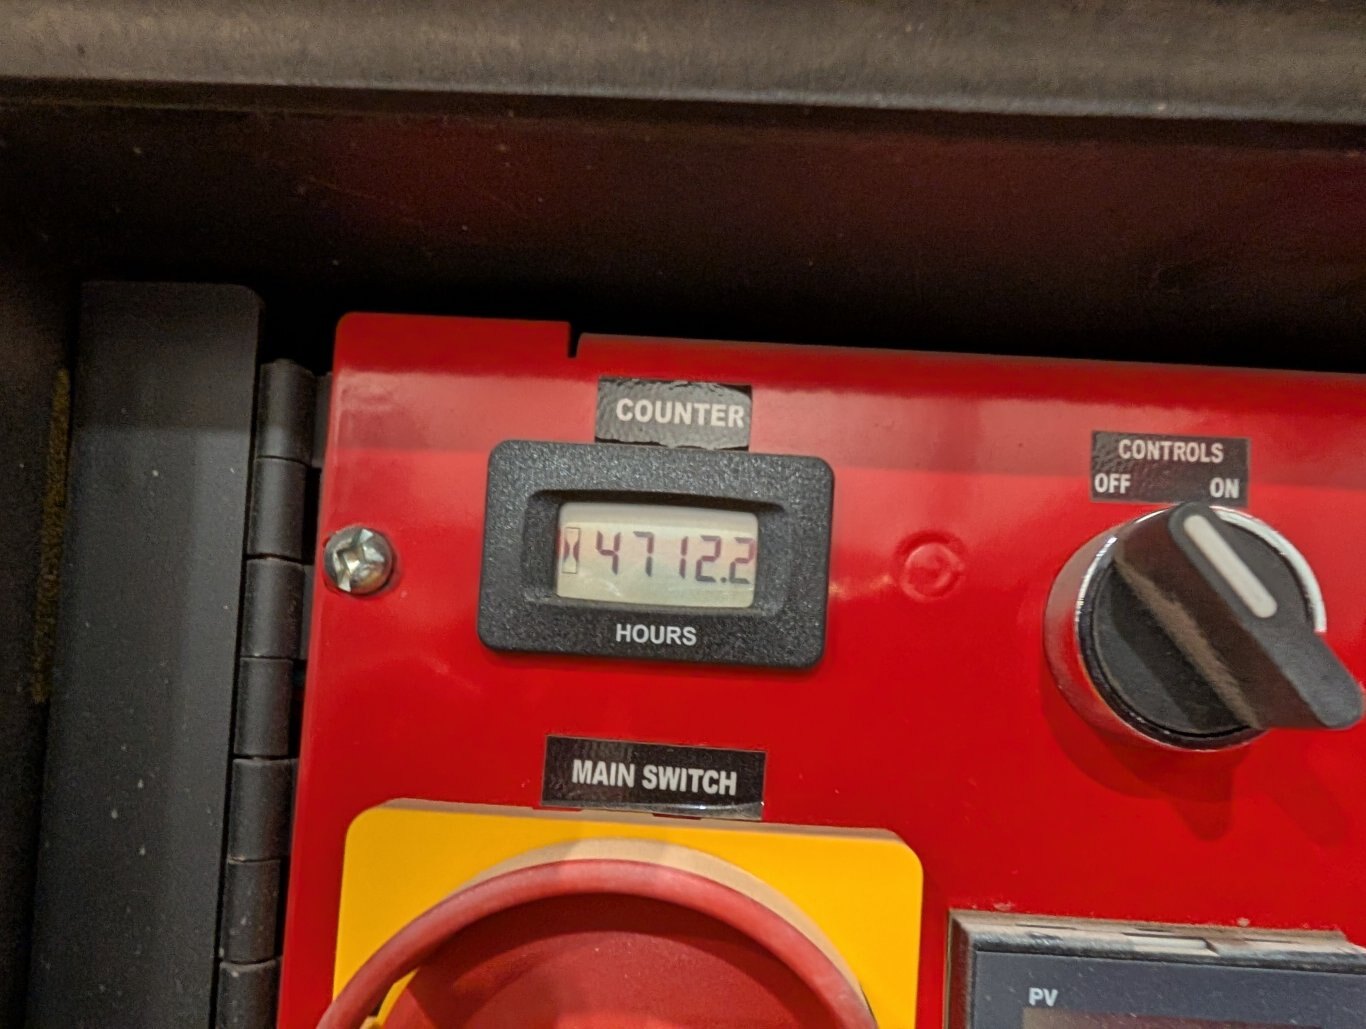 COUNTER
4712.2
HOURS
CONTROLS
OFF ON
MAIN SWITCH
PV